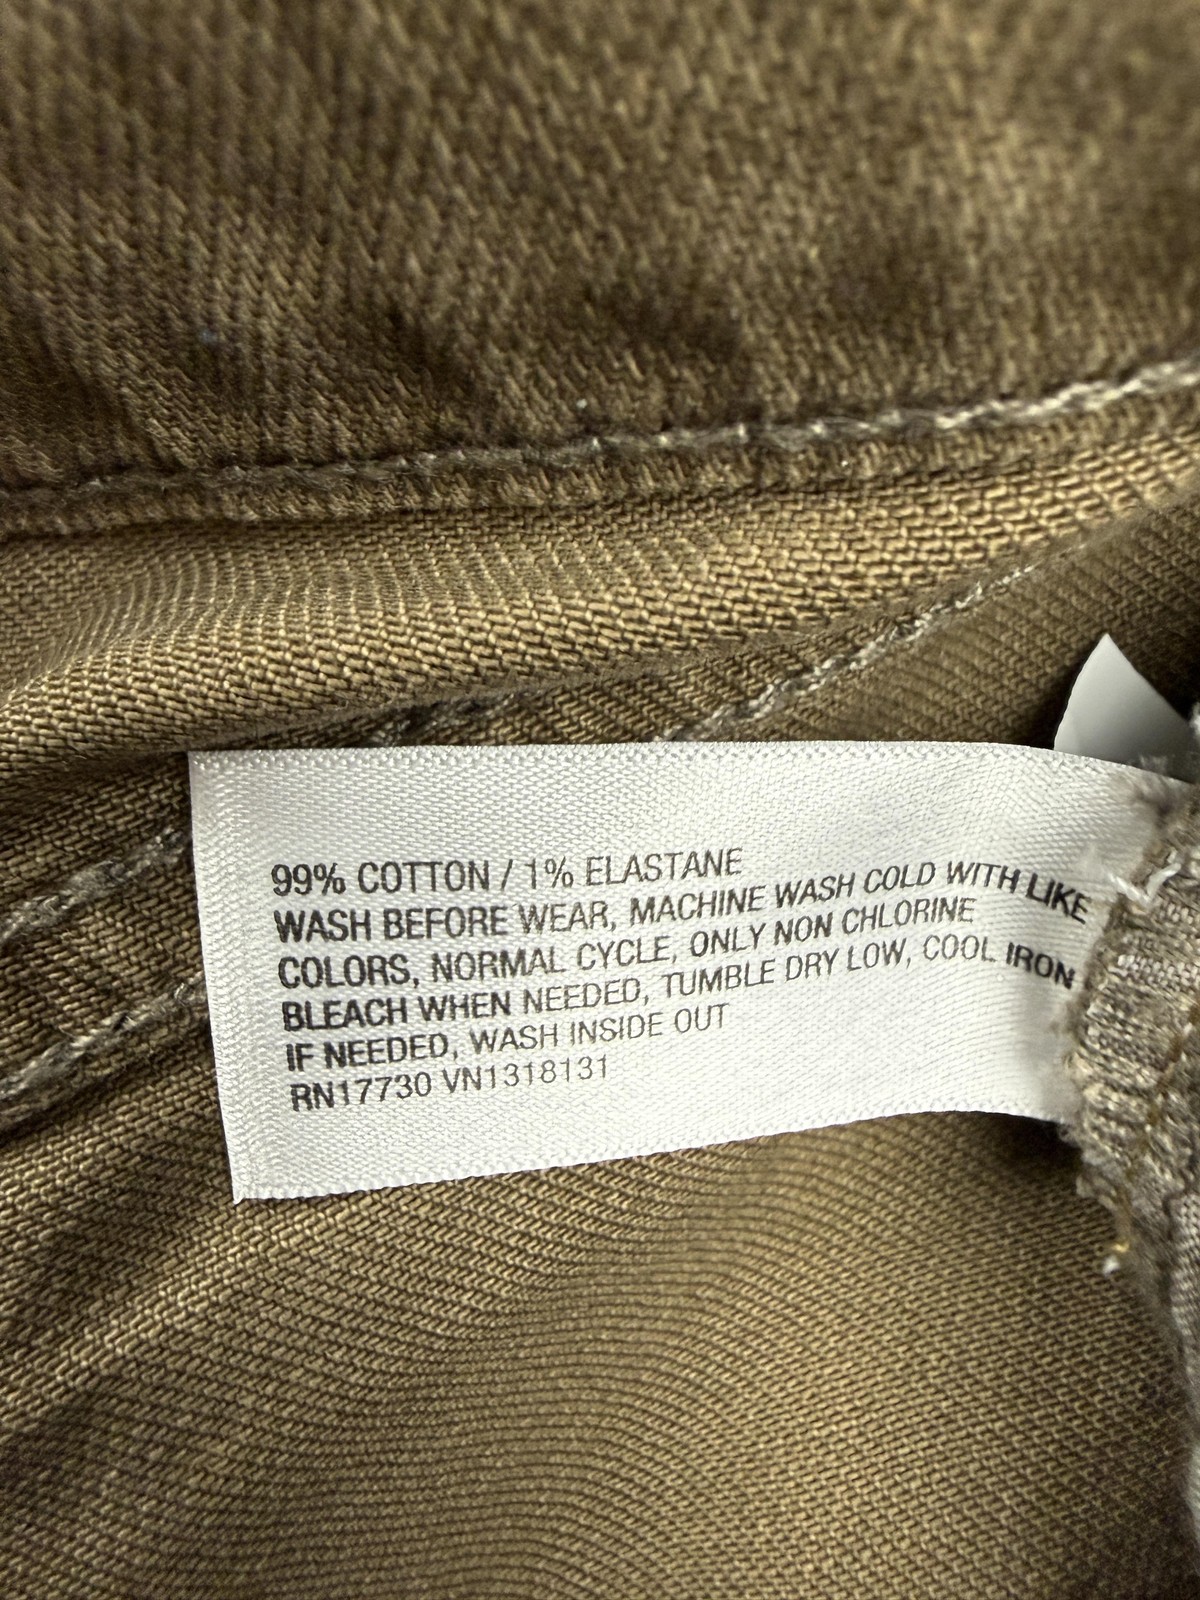 99% COTTON / 1% ELASTANE
WASH BEFORE WEAR, MACHINE WASH COLD WITH LIKE
COLORS, NORMAL CYCLE, ONLY NON CHLORINE
BLEACH WHEN NEEDED, TUMBLE DRY LOW, COOL IRON
IF NEEDED, WASH INSIDE OUT
RN17730 VN1318131